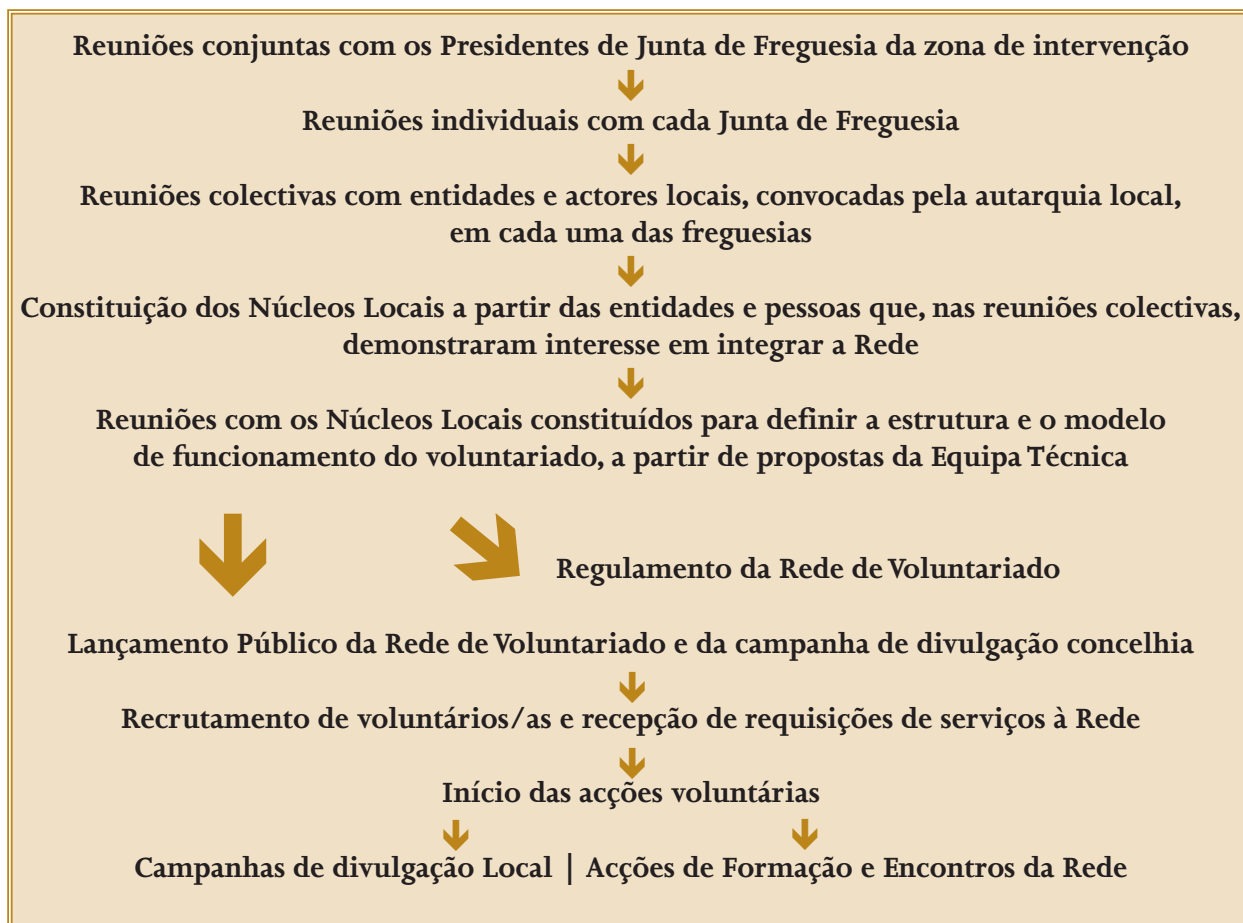 Reuniões conjuntas com os Presidentes de Junta de Freguesia da zona de intervenção
Reuniões individuais com cada Junta de Freguesia
Reuniões colectivas com entidades e actores locais, convocadas pela autarquia local,
em cada uma das freguesias
Constituição dos Núcleos Locais a partir das entidades e pessoas que, nas reuniões colectivas,
demonstraram interesse em integrar a Rede
Reuniões com os Núcleos Locais constituídos para definir a estrutura e o modelo
de funcionamento do voluntariado, a partir de propostas da Equipa Técnica
Regulamento da Rede de Voluntariado
Lançamento Público da Rede de Voluntariado e da campanha de divulgação concelhia
Recrutamento de voluntários/as e recepção de requisições de serviços à Rede
Início das acções voluntárias
Campanhas de divulgação Local | Acções de Formação e Encontros da Rede